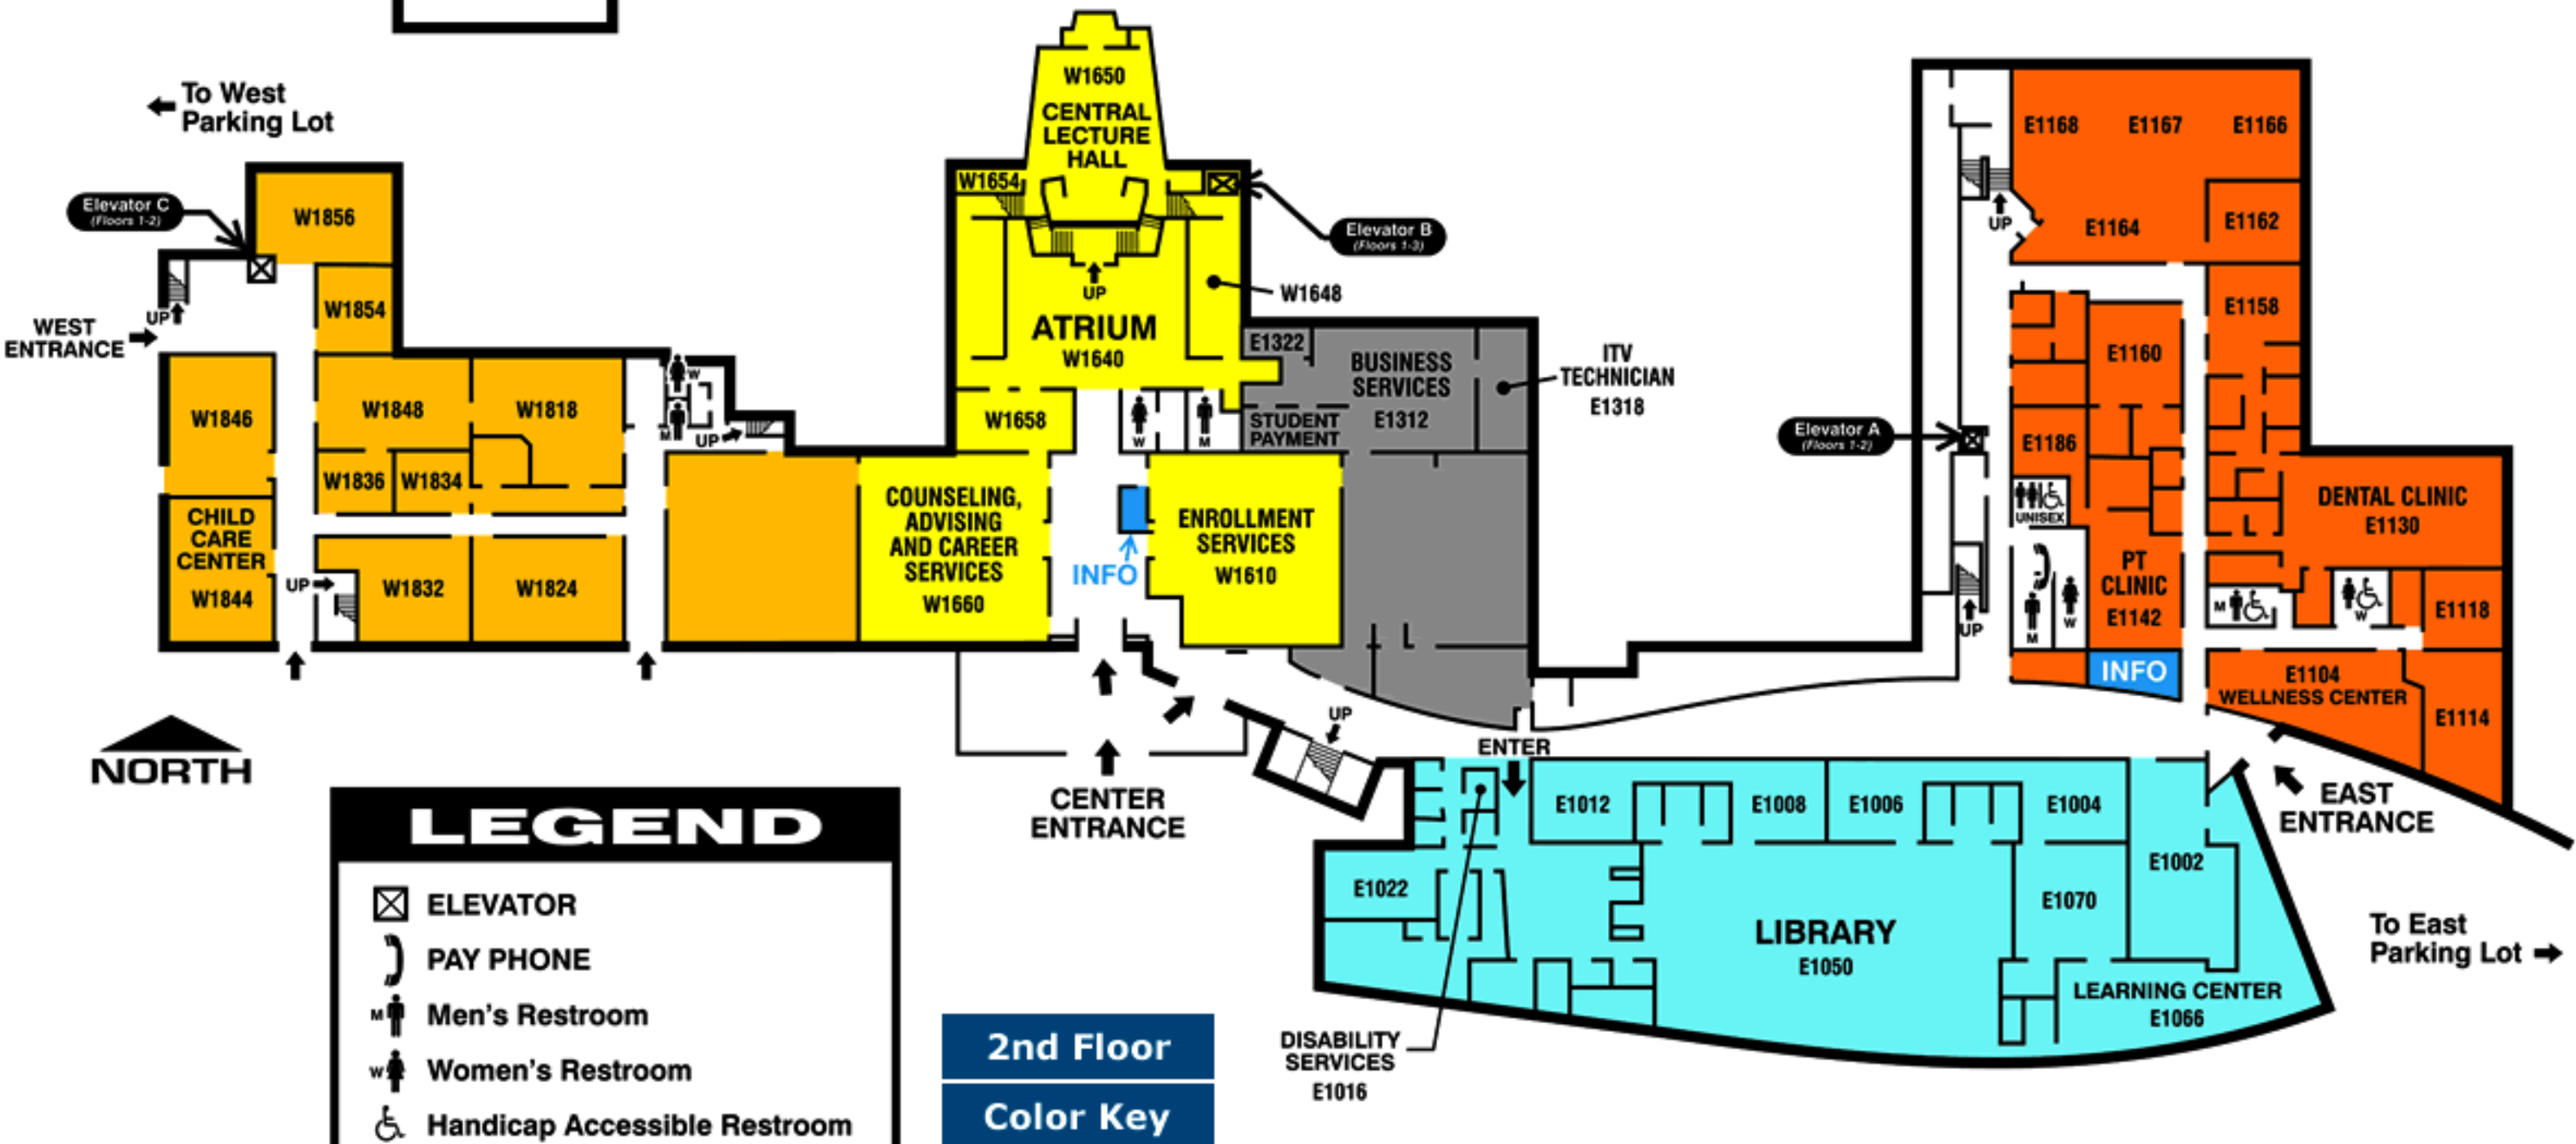 To West
Parking Lot
Elevator C
(Floors 1-2)
WEST
ENTRANCE
UP
W1856
W1854
W1846
W1848
W1818
W1836
W1834
CHILD
CARE
CENTER
W1844
UP
W1832
W1824
W
M
UP
W1650
CENTRAL
LECTURE
HALL
W1654
Elevator B
(Floors 1-3)
UP
W1648
ATRIUM
W1640
W1658
W
M
COUNSELING,
ADVISING
AND CAREER
SERVICES
W1660
INFO
ENROLLMENT
SERVICES
W1610
E1322
BUSINESS
SERVICES
E1312
STUDENT
PAYMENT
ITV
TECHNICIAN
E1318
CENTER
ENTRANCE
UP
ENTER
Elevator A
(Floors 1-2)
UP
UP
E1168
E1167
E1166
E1164
E1162
E1158
E1160
E1186
UNISEX
M
W
PT
CLINIC
E1142
INFO
DENTAL CLINIC
E1130
M
W
E1118
E1104
WELLNESS CENTER
E1114
EAST
ENTRANCE
To East
Parking Lot
E1012
E1008
E1006
E1004
E1002
E1022
E1070
LIBRARY
E1050
LEARNING CENTER
E1066
DISABILITY
SERVICES
E1016
NORTH
LEGEND
ELEVATOR
PAY PHONE
M Men's Restroom
W Women's Restroom
Handicap Accessible Restroom
2nd Floor
Color Key